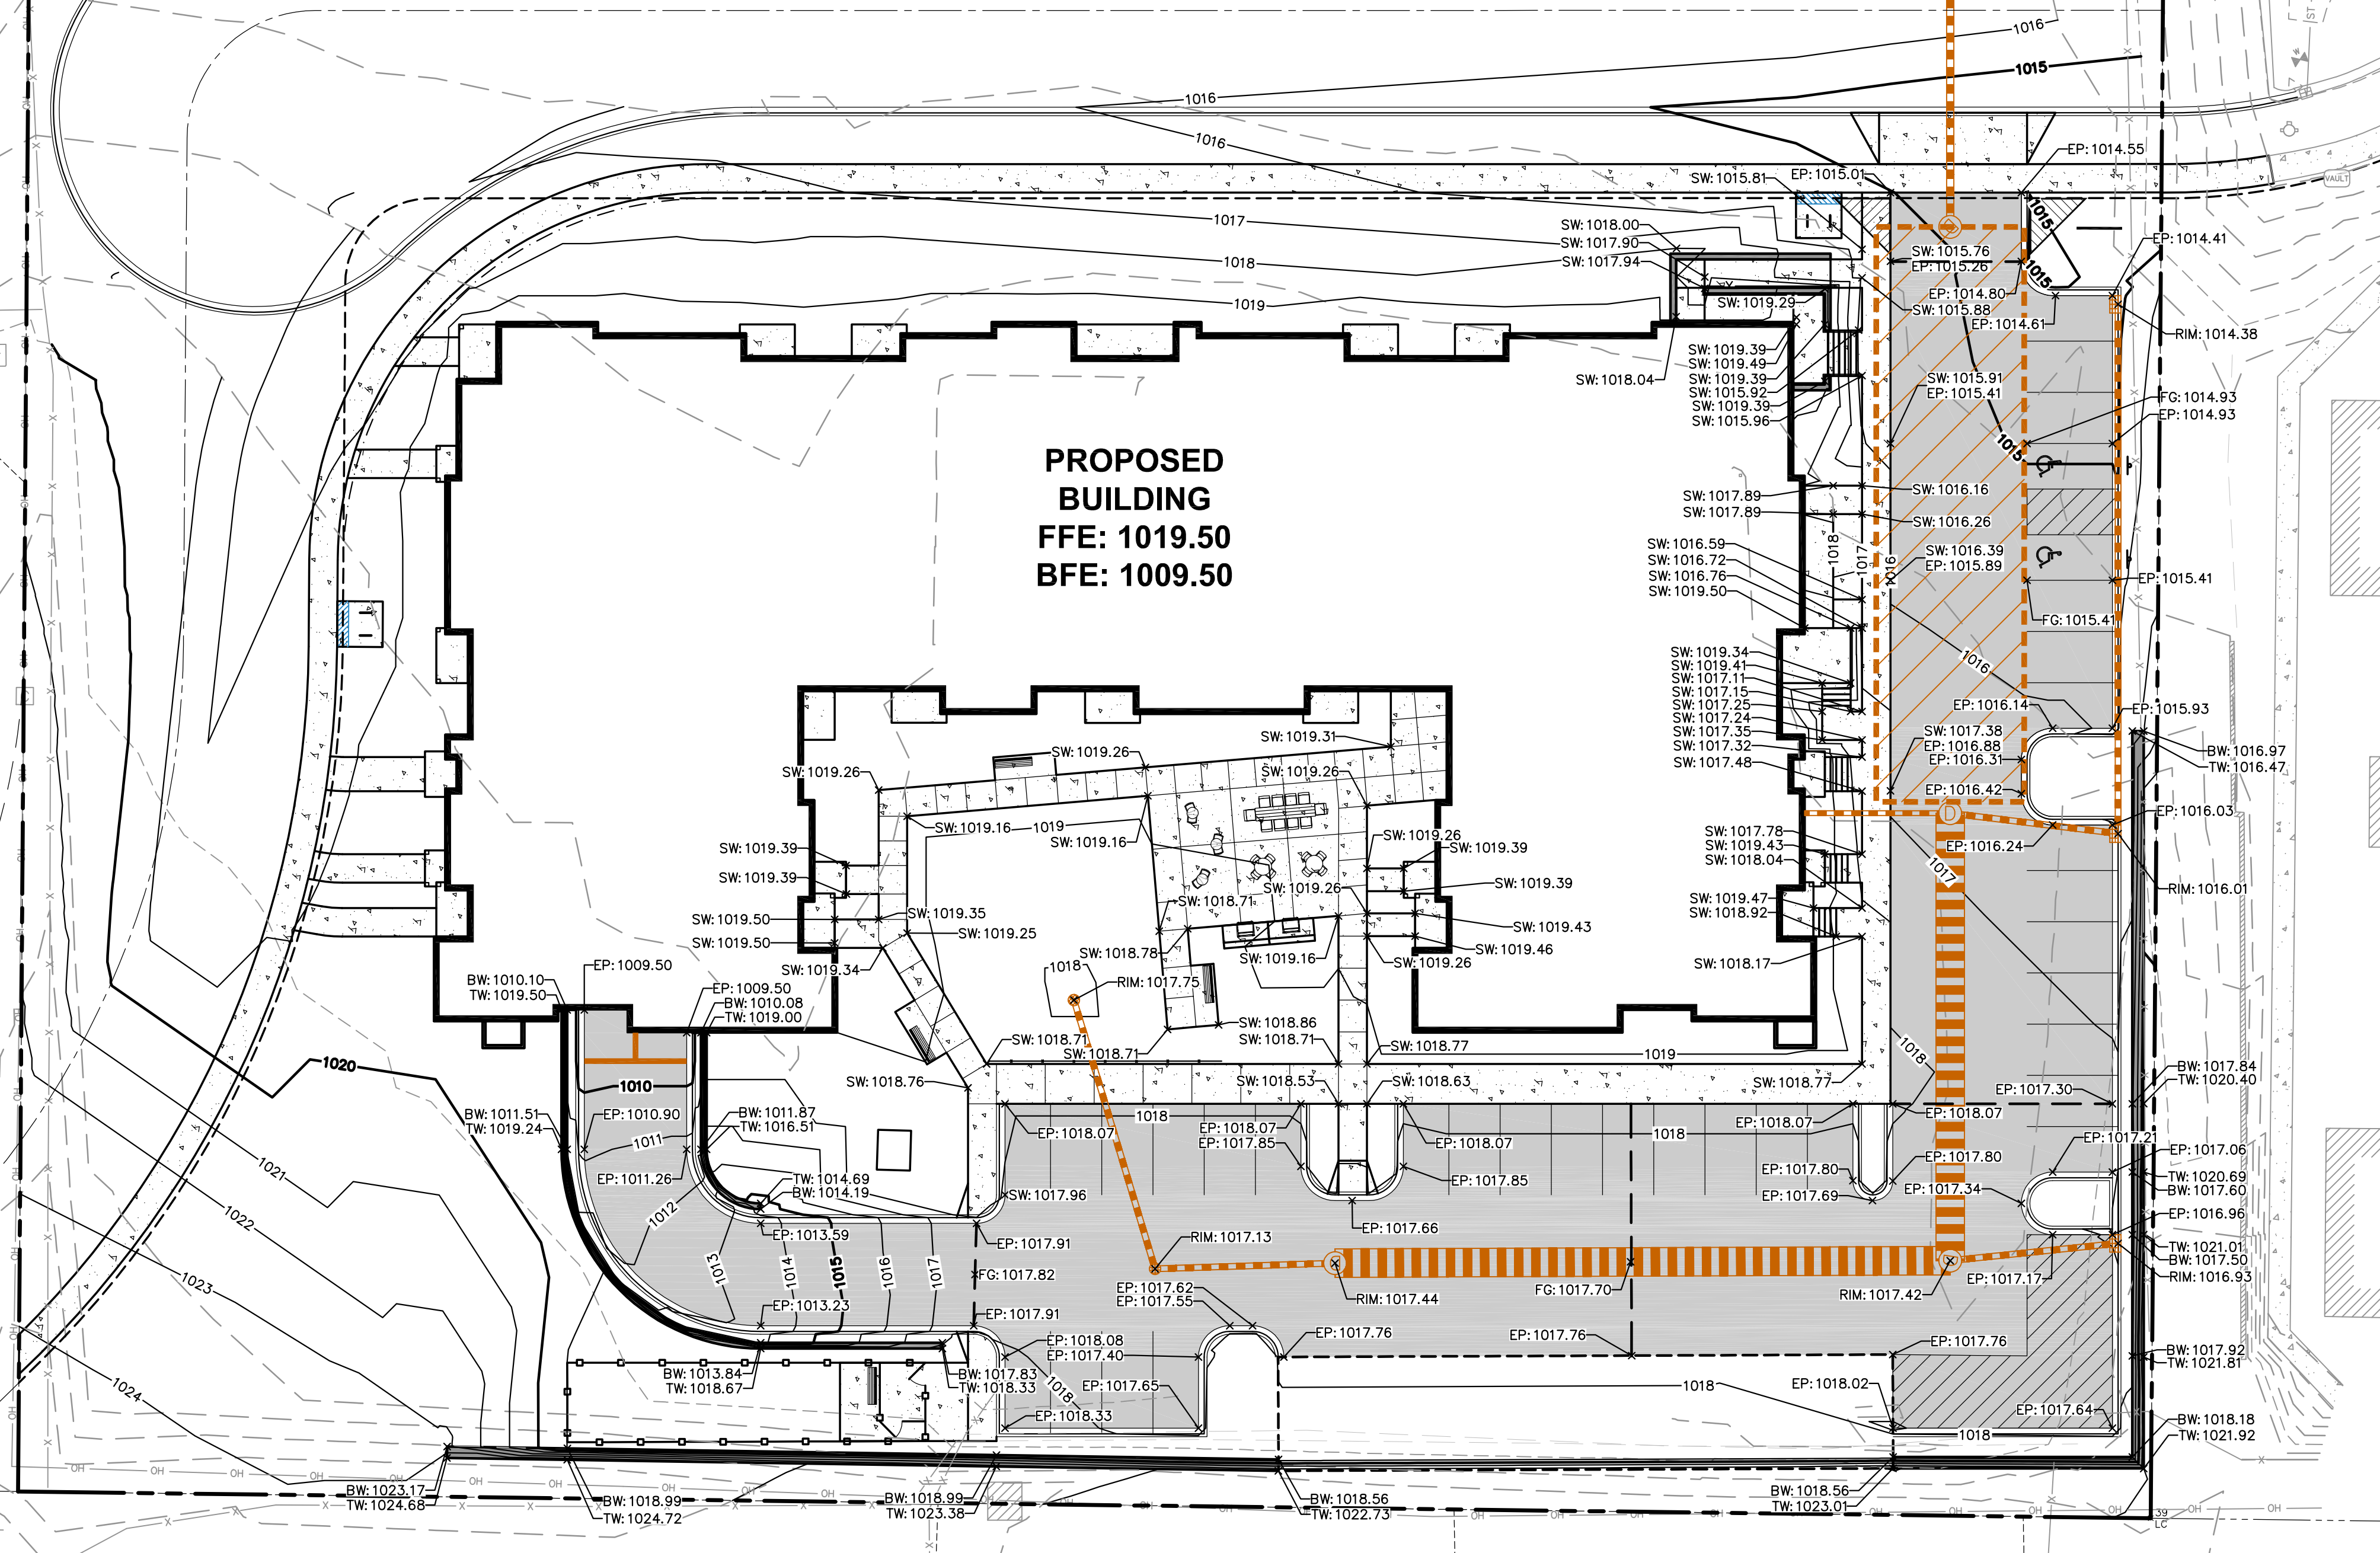 ST
1016
1015
1016
1016
VAULT
EP: 1014.55
SW: 1015.81
EP: 1015.01
1017
SW: 1018.00
SW: 1017.90
SW: 1017.94
1018
1019
SW: 1019.29
SW: 1015.76
EP: 1015.26
1015
1015
EP: 1014.41
EP: 1014.80
SW: 1015.88
EP: 1014.61
RIM: 1014.38
SW: 1019.39
SW: 1019.49
SW: 1019.39
SW: 1015.92
SW: 1019.39
SW: 1015.96
SW: 1018.04
SW: 1015.91
EP: 1015.41
FG: 1014.93
EP: 1014.93
1015
PROPOSED
BUILDING
FFE: 1019.50
BFE: 1009.50
SW: 1017.89
SW: 1017.89
SW: 1016.16
SW: 1016.26
1018
1017
1016
SW: 1016.59
SW: 1016.72
SW: 1016.76
SW: 1019.50
SW: 1016.39
EP: 1015.89
EP: 1015.41
FG: 1015.41
1016
SW: 1019.34
SW: 1019.41
SW: 1017.11
SW: 1017.15
SW: 1017.25
SW: 1017.24
SW: 1017.35
SW: 1017.32
SW: 1017.48
EP: 1016.14
EP: 1015.93
SW: 1017.38
EP: 1016.88
EP: 1016.31
EP: 1016.42
BW: 1016.97
TW: 1016.47
SW: 1019.31
SW: 1019.26
SW: 1019.26
SW: 1019.26
SW: 1019.16
1019
SW: 1019.16
SW: 1019.26
SW: 1019.39
SW: 1019.39
SW: 1019.39
SW: 1019.39
SW: 1019.26
SW: 1018.71
SW: 1019.50
SW: 1019.35
SW: 1019.25
SW: 1019.50
SW: 1019.34
SW: 1019.43
SW: 1019.46
SW: 1019.26
SW: 1018.78
SW: 1019.16
SW: 1017.78
SW: 1019.43
SW: 1018.04
SW: 1019.47
SW: 1018.92
SW: 1018.17
D
EP: 1016.03
EP: 1016.24
RIM: 1016.01
1017
1018
1018
RIM: 1017.75
SW: 1018.86
SW: 1018.71
SW: 1018.71
SW: 1018.71
SW: 1018.77
1019
SW: 1018.76
SW: 1018.53
SW: 1018.63
SW: 1018.77
EP: 1009.50
BW: 1010.10
TW: 1019.50
EP: 1009.50
BW: 1010.08
TW: 1019.00
1020
1010
BW: 1011.51
TW: 1019.24
EP: 1010.90
BW: 1011.87
TW: 1016.51
1011
EP: 1011.26
TW: 1014.69
BW: 1014.19
1012
EP: 1013.59
1013
1014
1015
1016
1017
1021
1022
1023
1024
EP: 1018.07
1018
EP: 1018.07
EP: 1017.85
EP: 1018.07
EP: 1017.85
1018
EP: 1018.07
EP: 1018.07
EP: 1017.30
BW: 1017.84
TW: 1020.40
EP: 1017.80
EP: 1017.80
EP: 1017.69
EP: 1017.21
EP: 1017.06
TW: 1020.69
BW: 1017.60
EP: 1017.34
EP: 1016.96
SW: 1017.96
EP: 1017.91
EP: 1017.66
RIM: 1017.13
FG: 1017.82
RIM: 1017.44
FG: 1017.70
RIM: 1017.42
EP: 1017.17
TW: 1021.01
BW: 1017.50
RIM: 1016.93
EP: 1013.23
EP: 1017.91
EP: 1017.62
EP: 1017.55
EP: 1018.08
EP: 1017.40
EP: 1017.76
EP: 1017.76
EP: 1017.76
BW: 1017.92
TW: 1021.81
BW: 1013.84
TW: 1018.67
BW: 1017.83
TW: 1018.33
1018
EP: 1017.65
1018
EP: 1018.02
EP: 1018.33
EP: 1017.64
1018
BW: 1018.18
TW: 1021.92
BW: 1023.17
TW: 1024.68
BW: 1018.99
TW: 1024.72
BW: 1018.99
TW: 1023.38
BW: 1018.56
TW: 1022.73
BW: 1018.56
TW: 1023.01
OH
OH
OH
OH
OH
OH
OH
OH
OH
OH
OH
OH
39
LC